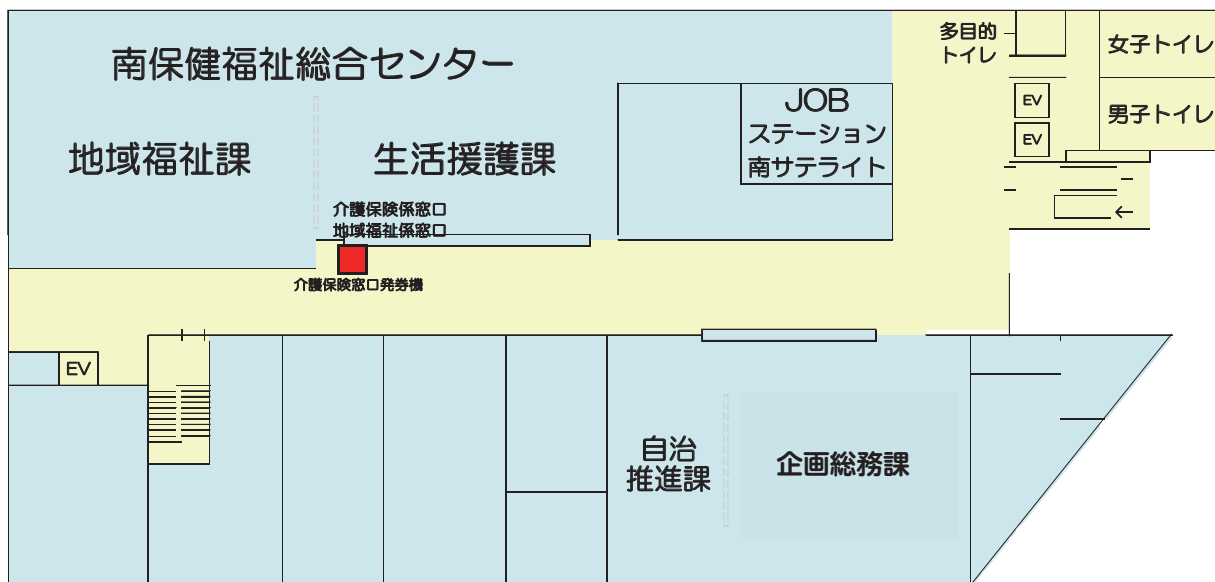 南保健福祉総合センター
地域福祉課
生活援護課
介護保険係窓口
地域福祉係窓口
介護保険窓口発券機
JOB
ステーション
南サテライト
多目的
トイレ
女子トイレ
男子トイレ
EV
EV
EV
自治
推進課
企画総務課